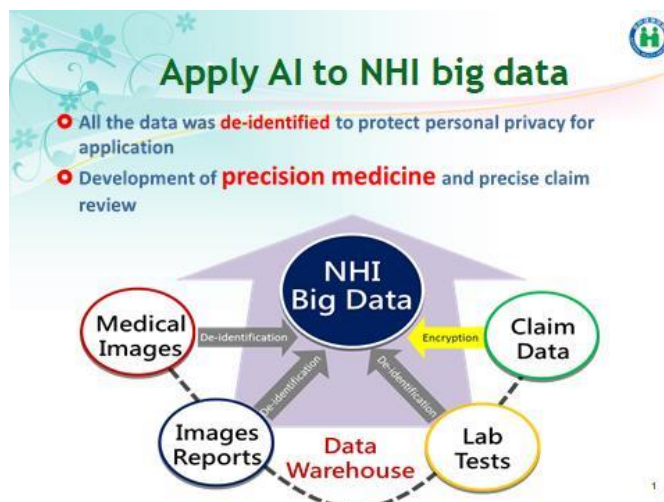 Apply AI to NHI big data
All the data was de-identified to protect personal privacy for
application
Development of precision medicine and precise claim
review
NHI
Big Data
Medical
Images
De-identification
Encryption
Claim
Data
De-identification
De-identification
Images
Reports
Data
Warehouse
Lab
Tests
1